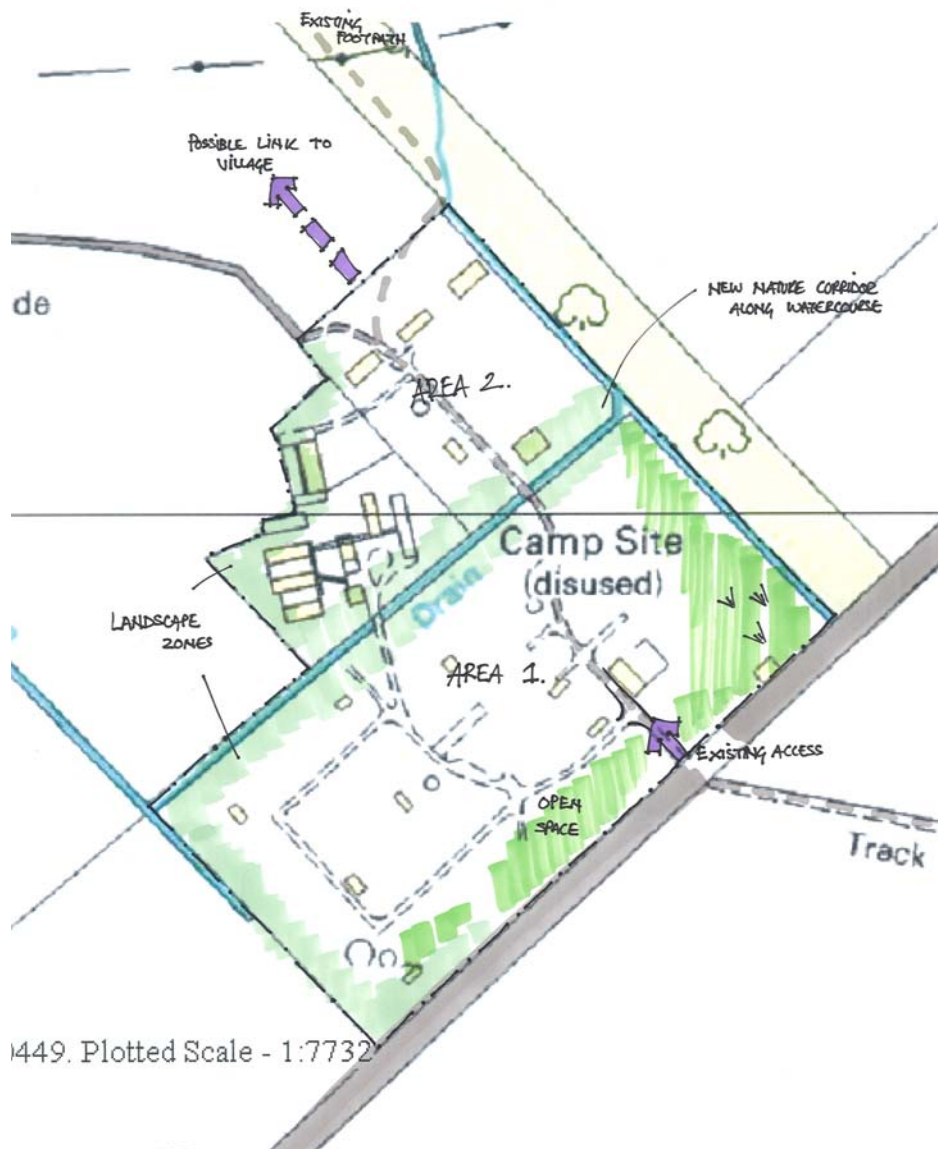 EXISTING
FOOTPATH
POSSIBLE LINK TO
VILLAGE
de
NEW NATURE CORRIDOR
ALONG WATERCOURSE
AREA 2.
Camp Site
(disused)
Drain
LANDSCAPE
ZONES
AREA 1.
EXISTING ACCESS
OPEN
SPACE
Track
0449. Plotted Scale - 1:7732